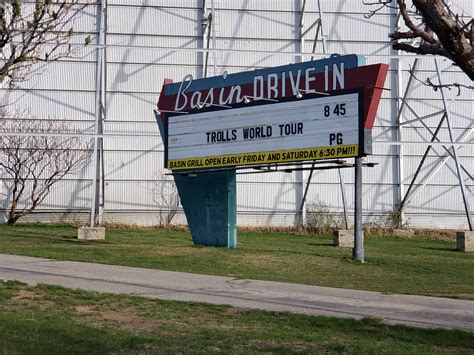 Basin DRIVE IN
8 45
TROLLS WORLD TOUR
PG
BASIN GRILL OPEN EARLY FRIDAY AND SATURDAY 6:30 PM!!!